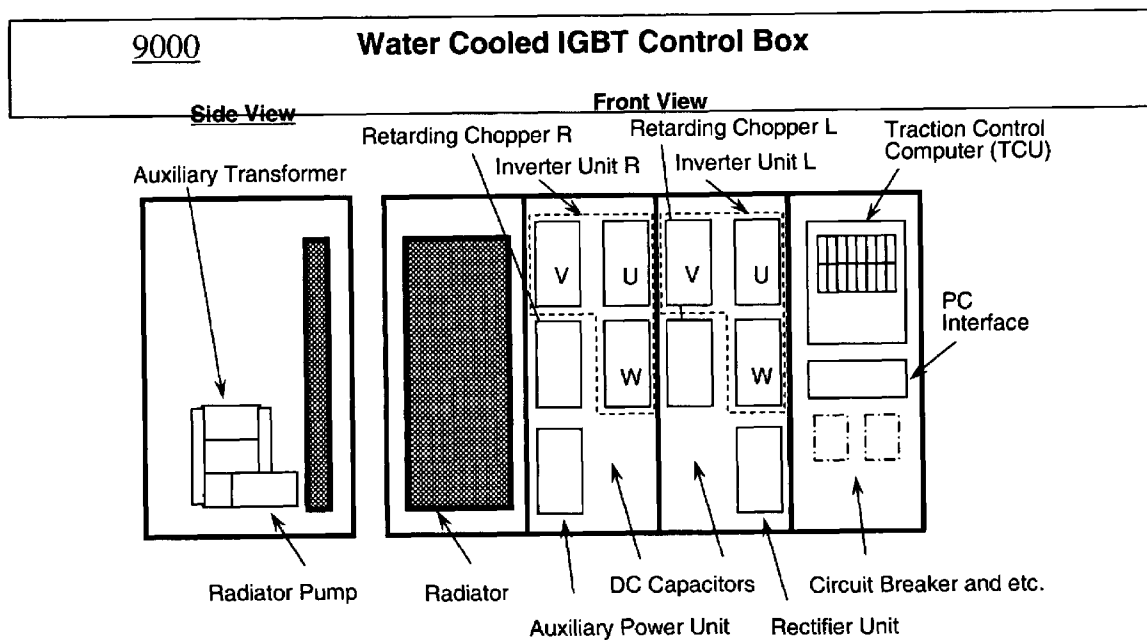 9000
Water Cooled IGBT Control Box
Side View
Front View
Retarding Chopper R
Retarding Chopper L
Traction Control
Computer (TCU)
Auxiliary Transformer
Inverter Unit R
Inverter Unit L
V
U
V
U
PC
Interface
W
W
Radiator Pump
Radiator
DC Capacitors
Circuit Breaker and etc.
Auxiliary Power Unit
Rectifier Unit